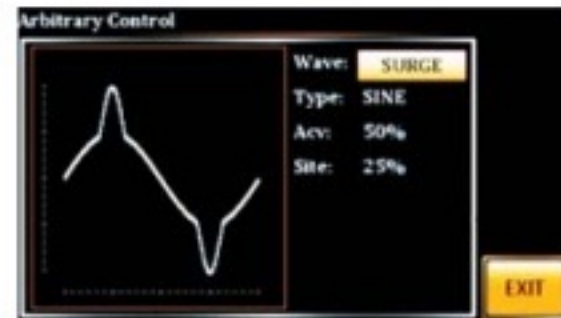 Arbitrary Control
Wave: SURGE
Type: SINE
Acv: 50%
Site: 25%
EXIT